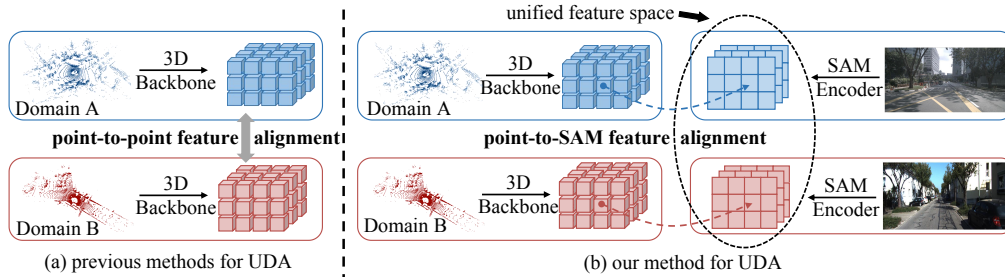 unified feature space
3D
Backbone
Domain A
3D
Backbone
Domain A
SAM
Encoder
point-to-point feature alignment
point-to-SAM feature alignment
3D
Backbone
Domain B
3D
Backbone
Domain B
SAM
Encoder
(a) previous methods for UDA
(b) our method for UDA